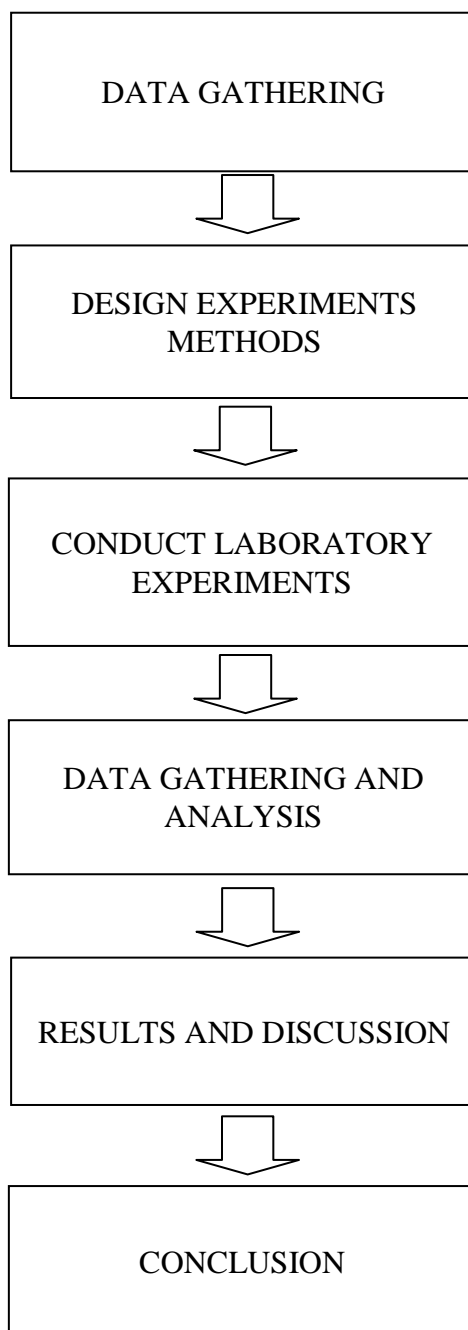 DATA GATHERING
DESIGN EXPERIMENTS
METHODS
CONDUCT LABORATORY
EXPERIMENTS
DATA GATHERING AND
ANALYSIS
RESULTS AND DISCUSSION
CONCLUSION